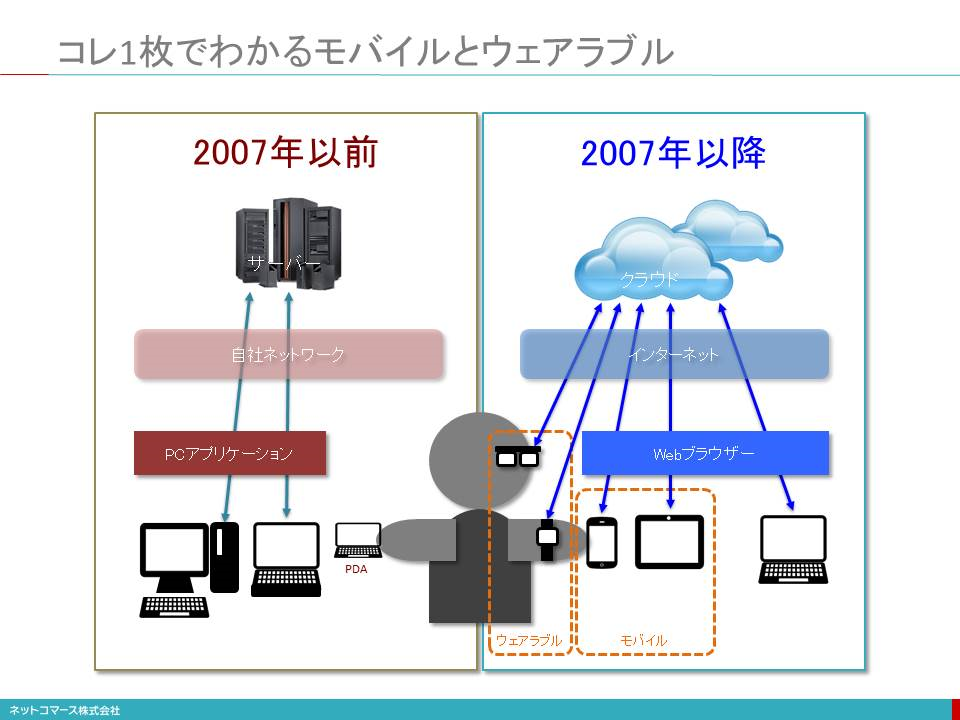 コレ1枚でわかるモバイルとウェアラブル
2007年以前
2007年以降
サーバー
クラウド
自社ネットワーク
インターネット
PCアプリケーション
Webブラウザー
PDA
ウェアラブル
モバイル
ネットコマース株式会社